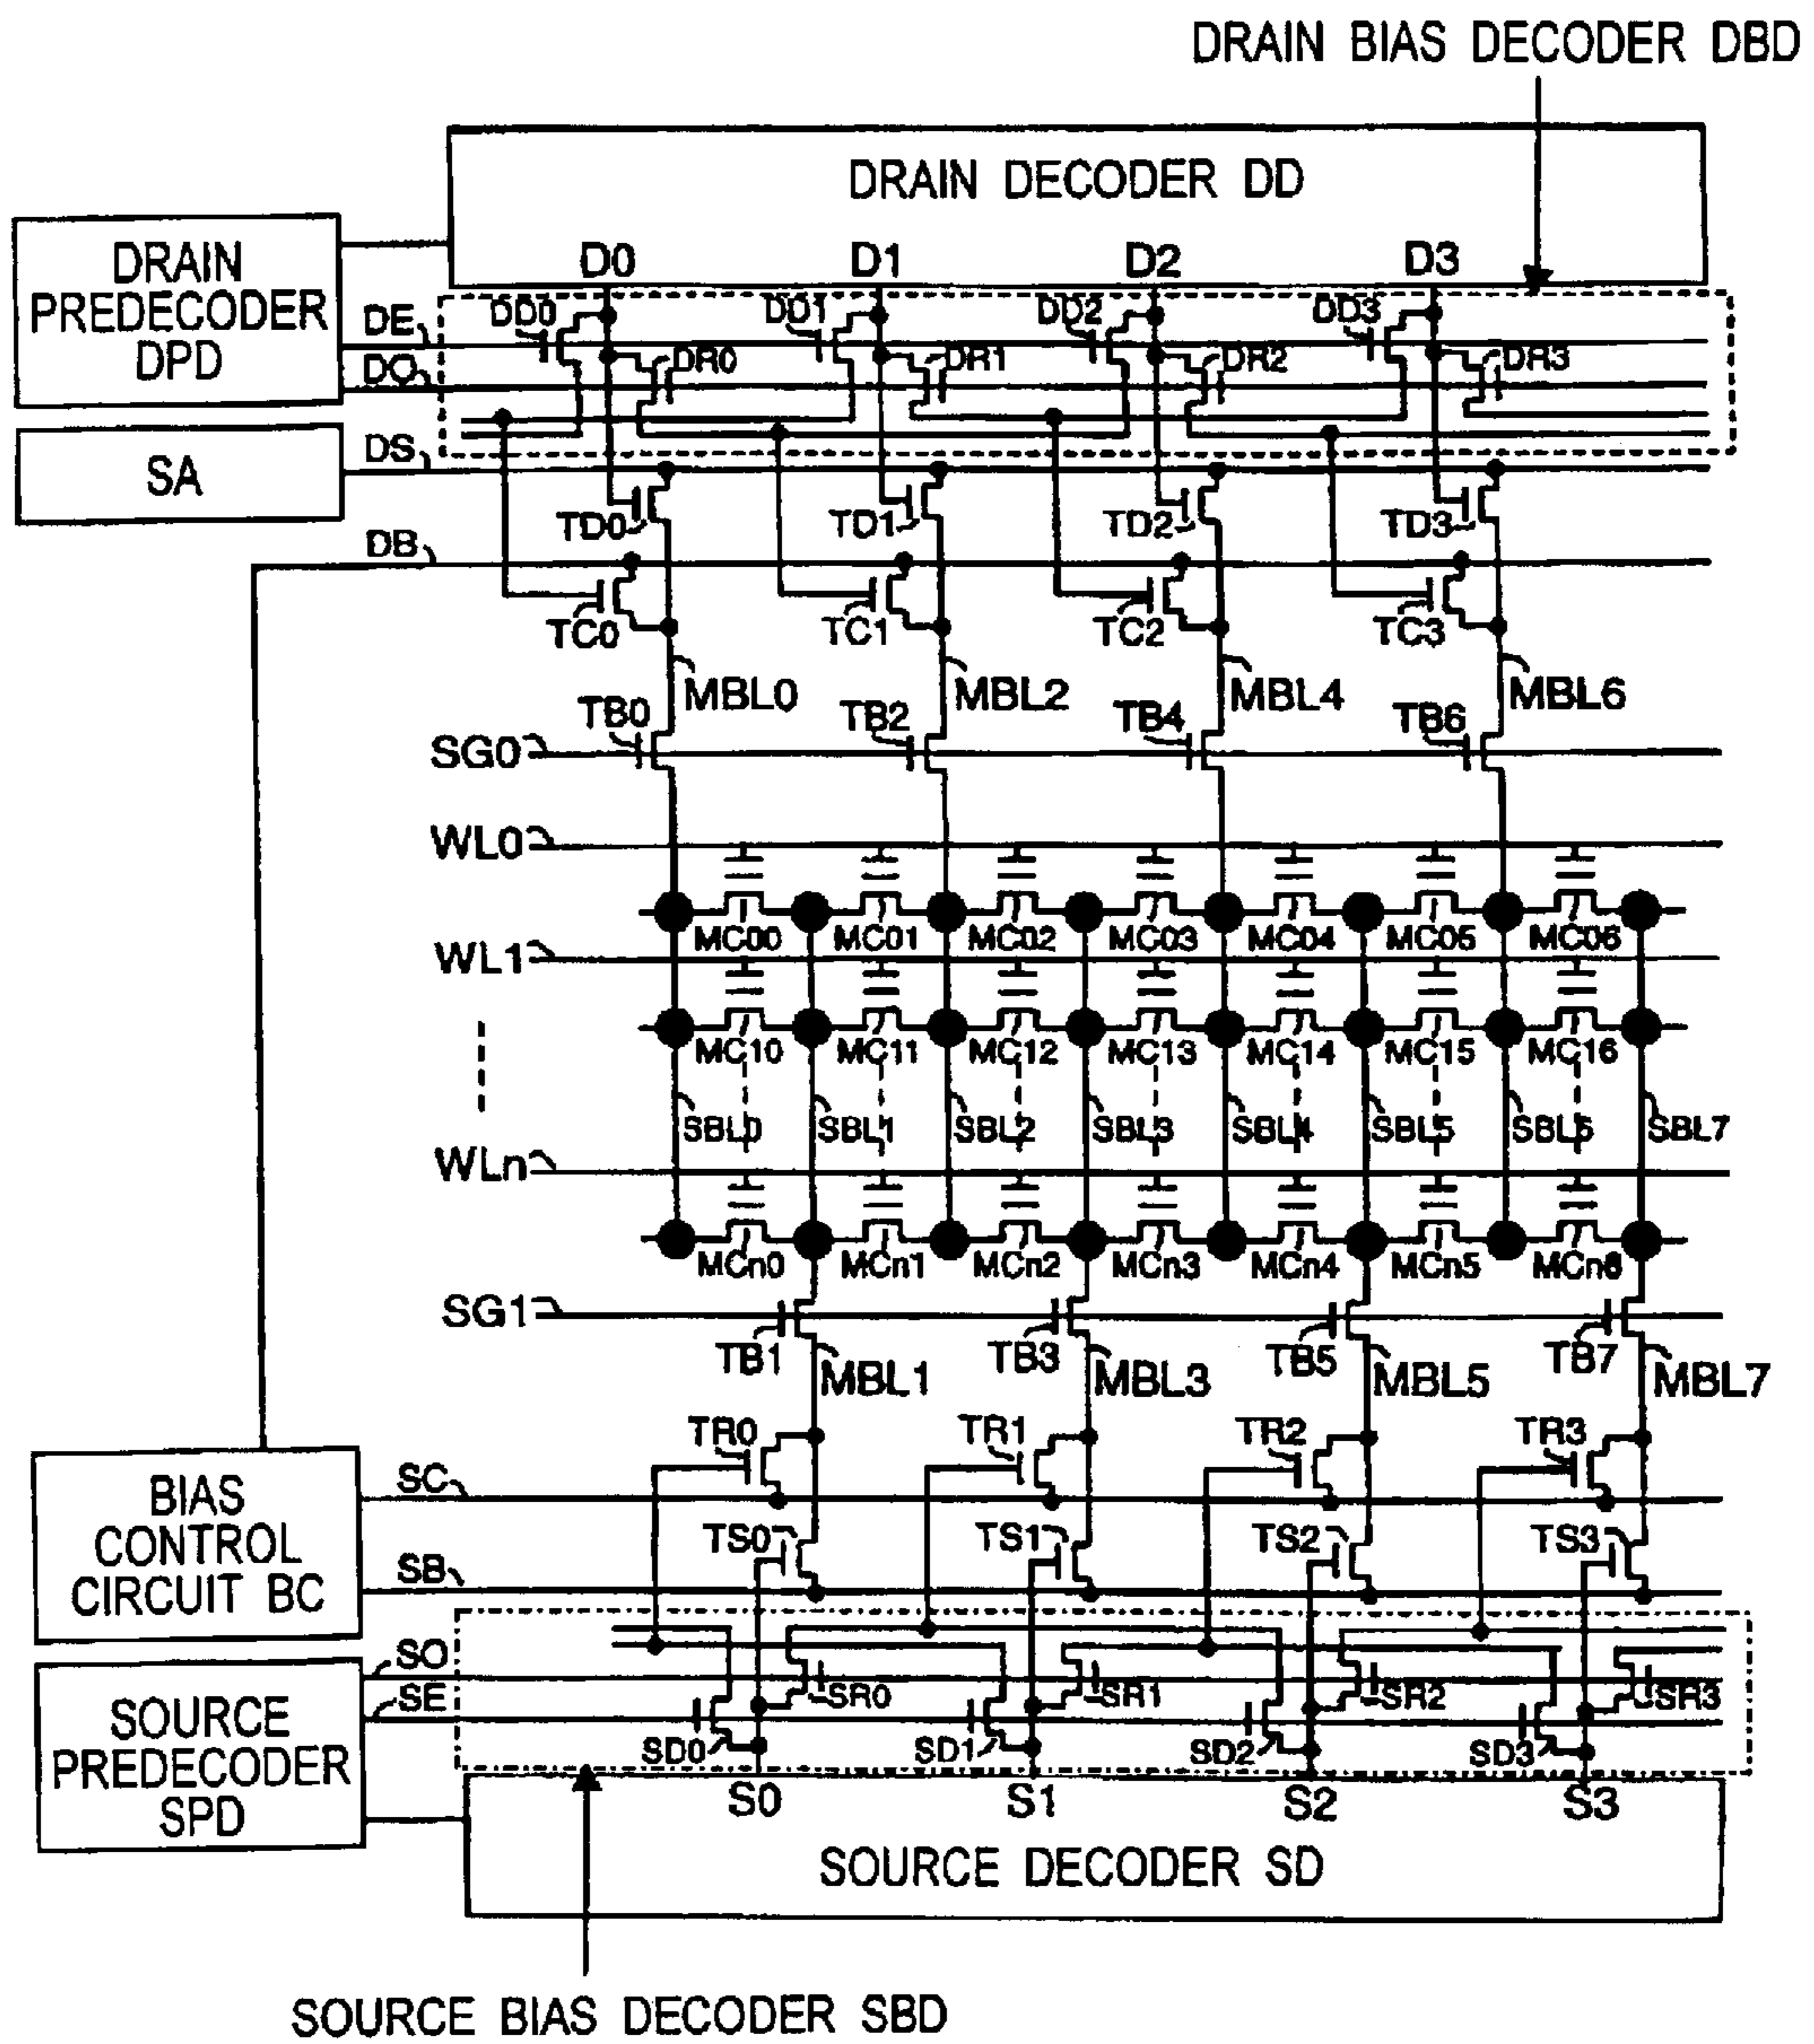 DRAIN BIAS DECODER DBD
DRAIN DECODER DD
DRAIN
PREDECODER
DPD
D0 D1 D2 D3
DE DD0 DD1 DD2 DD3
DO DR0 DR1 DR2 DR3
SA
DS
TD0 TD1 TD2 TD3
DB
TC0 TC1 TC2 TC3
MBL0 MBL2 MBL4 MBL6
TB0 TB2 TB4 TB6
SG0
WL0
MC00 MC01 MC02 MC03 MC04 MC05 MC06
WL1
MC10 MC11 MC12 MC13 MC14 MC15 MC16
SBL0 SBL1 SBL2 SBL3 SBL4 SBL5 SBL6 SBL7
WLn
MCn0 MCn1 MCn2 MCn3 MCn4 MCn5 MCn6
SG1
TB1 TB3 TB5 TB7
MBL1 MBL3 MBL5 MBL7
TR0 TR1 TR2 TR3
BIAS
CONTROL
CIRCUIT BC
SC
TS0 TS1 TS2 TS3
SB
SO
SE
SR0 SR1 SR2 SR3
SD0 SD1 SD2 SD3
SOURCE
PREDECODER
SPD
S0 S1 S2 S3
SOURCE DECODER SD
SOURCE BIAS DECODER SBD